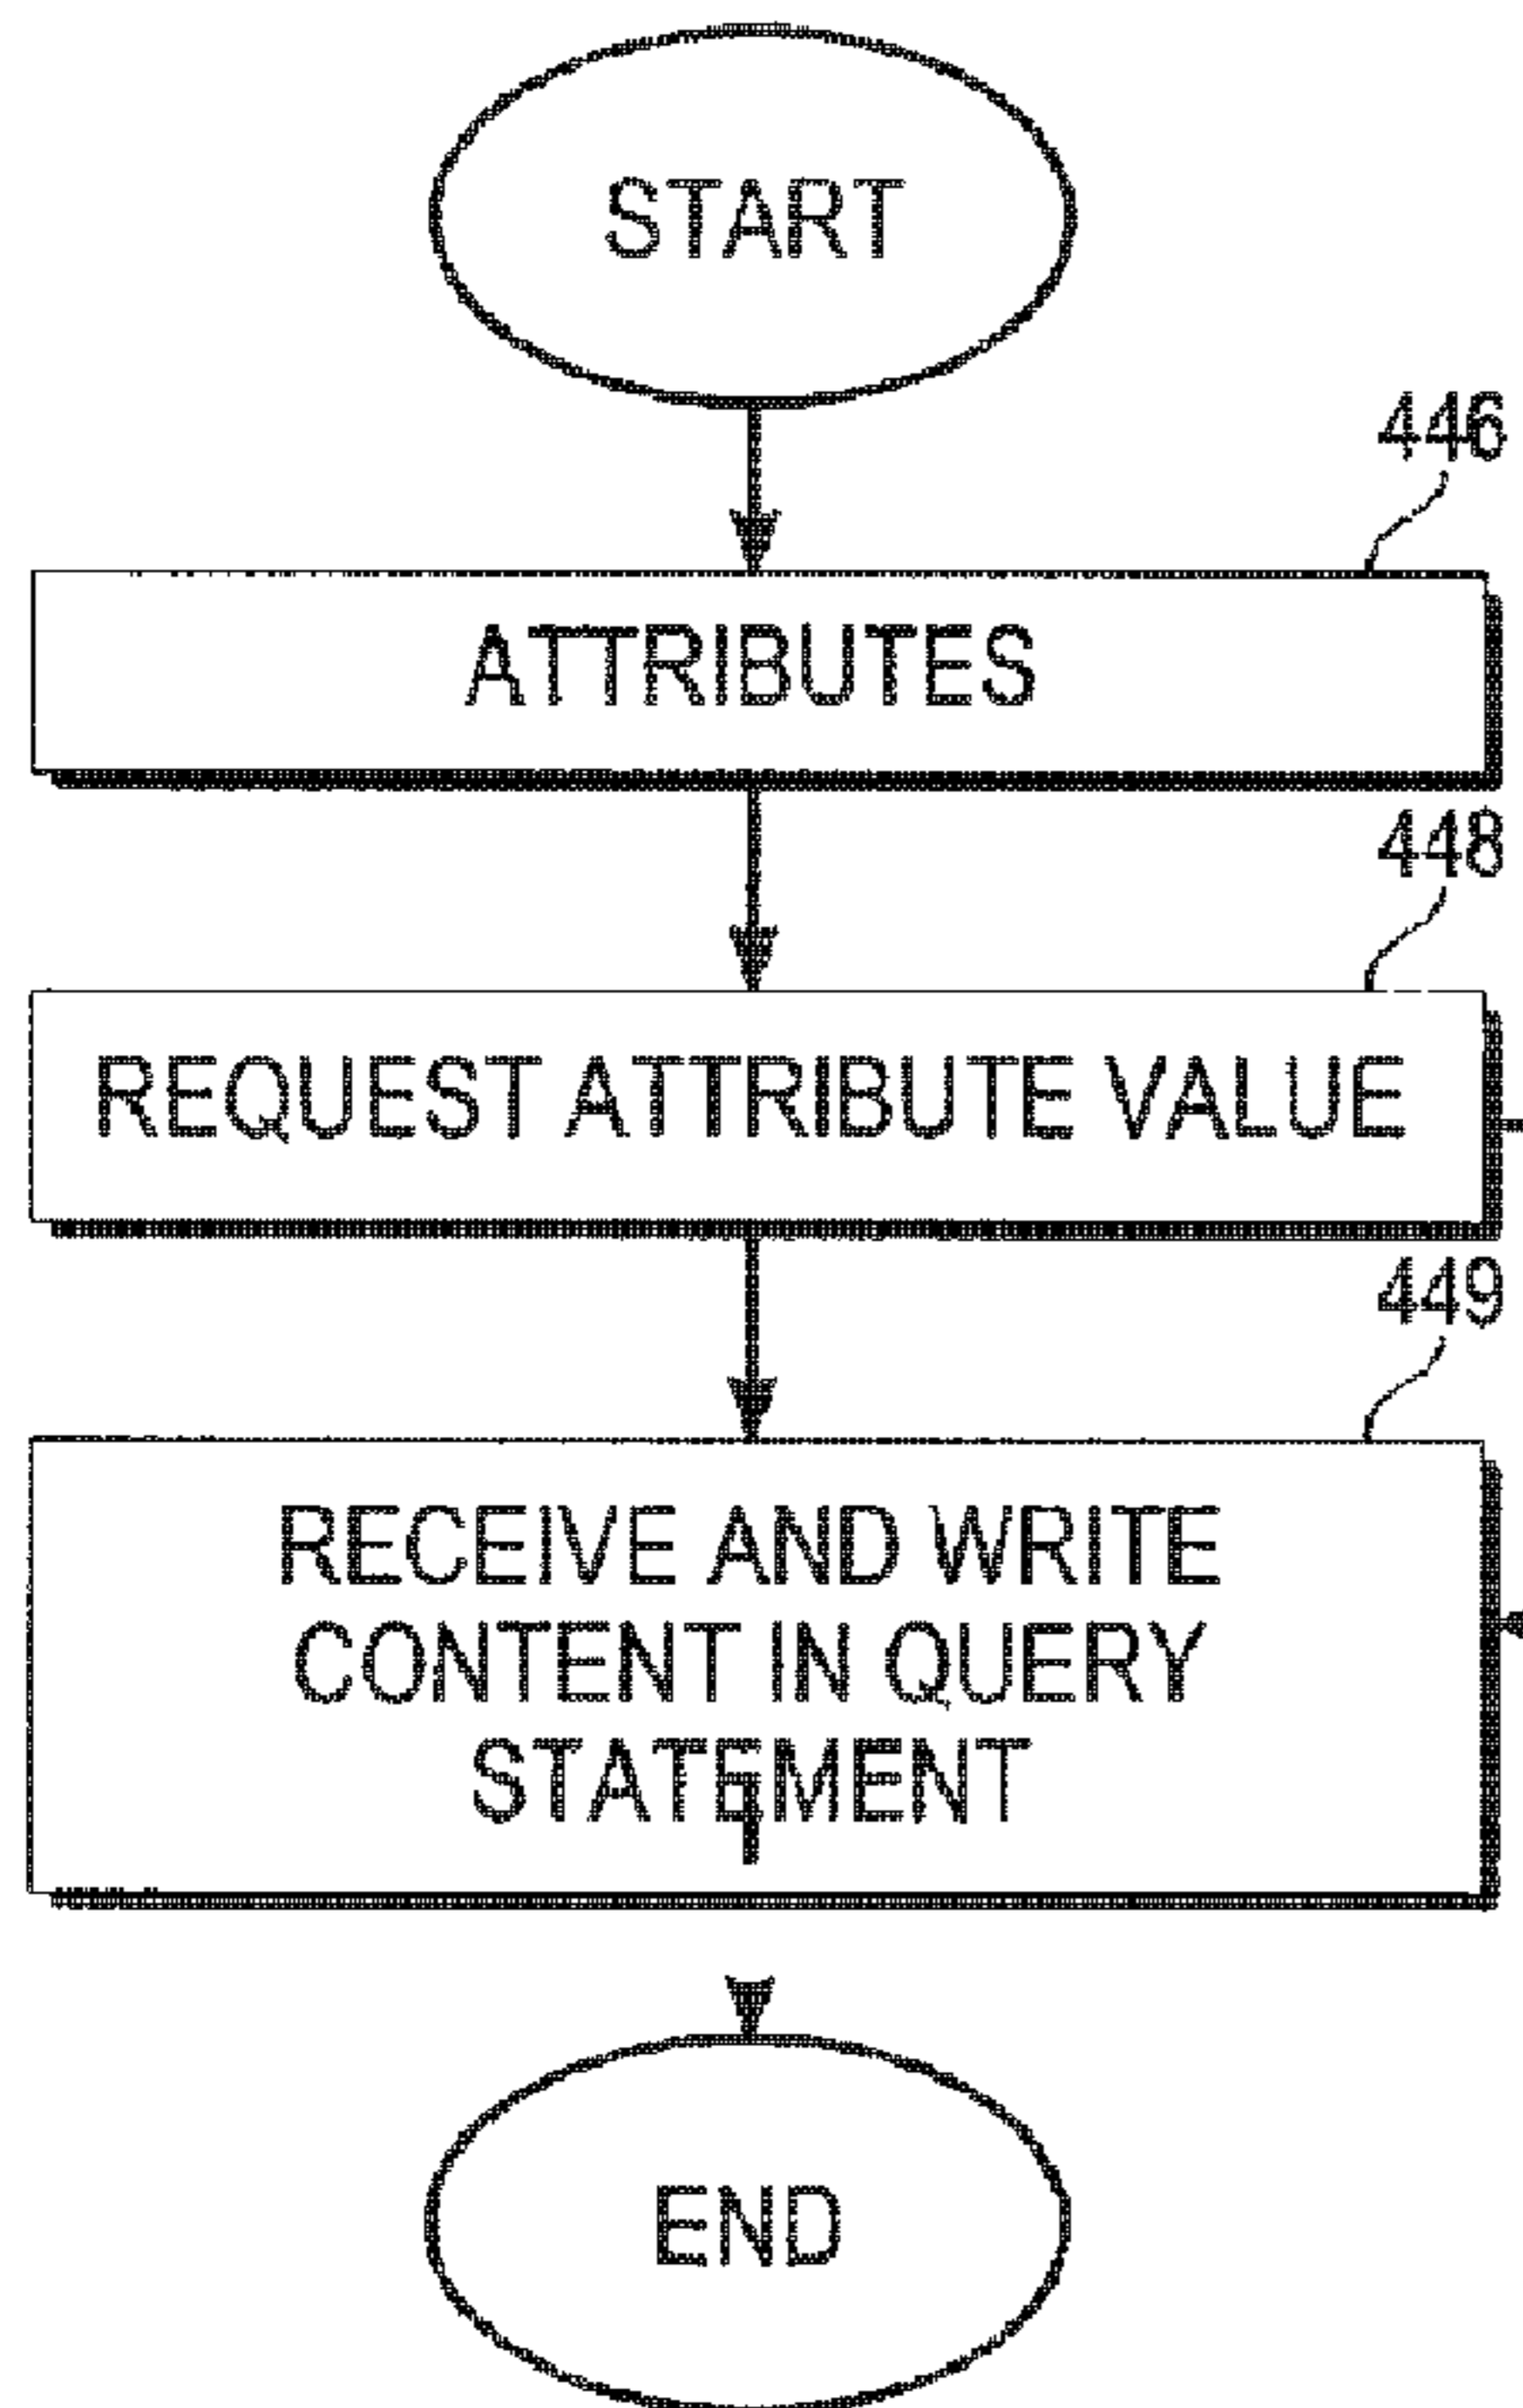 START
446
ATTRIBUTES
448
REQUEST ATTRIBUTE VALUE
449
RECEIVE AND WRITE
CONTENT IN QUERY
STATEMENT
END